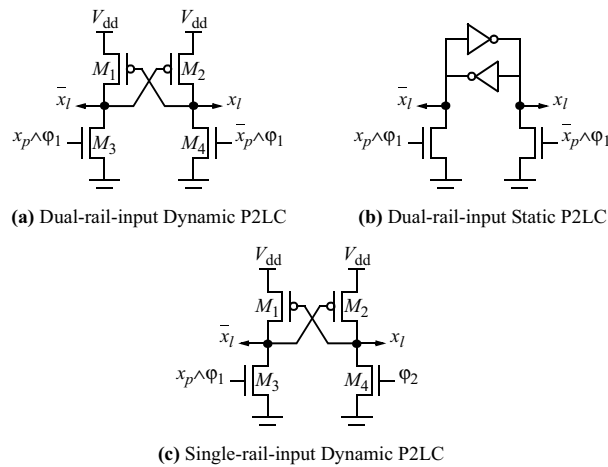 V_dd V_dd
M_1 M_2
x̅_l x_l
x_p∧φ_1 M_3 M_4 x̅_p∧φ_1
(a) Dual-rail-input Dynamic P2LC
x̅_l x_l
x_p∧φ_1 x̅_p∧φ_1
(b) Dual-rail-input Static P2LC
V_dd V_dd
M_1 M_2
x̅_l x_l
x_p∧φ_1 M_3 M_4 φ_2
(c) Single-rail-input Dynamic P2LC